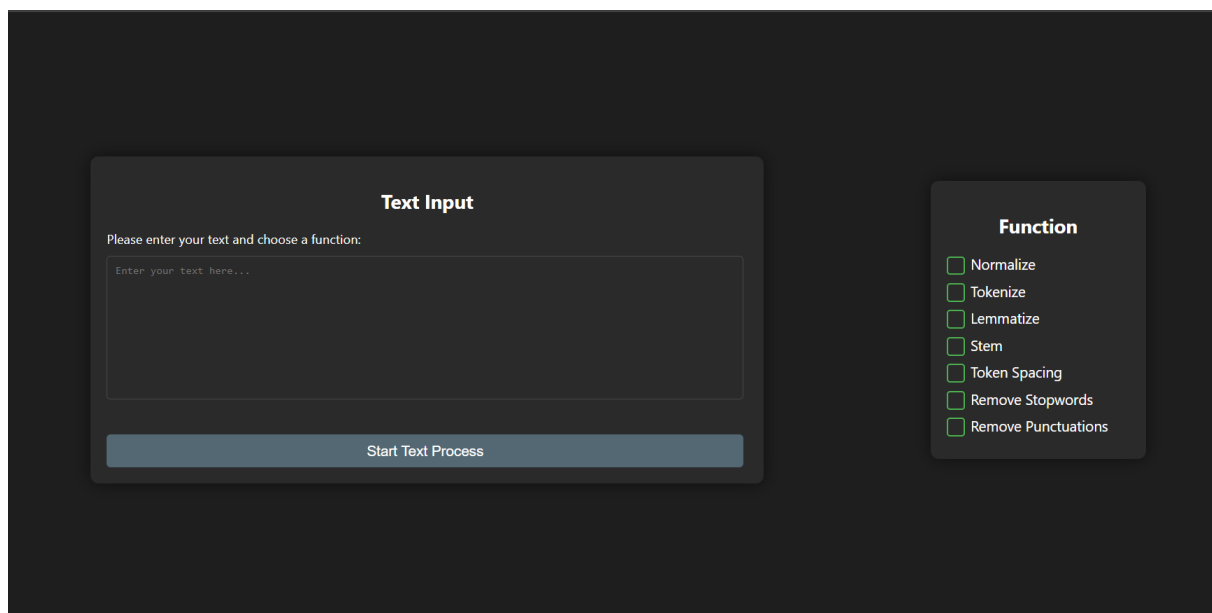 Text Input
Please enter your text and choose a function:
Enter your text here...
Start Text Process
Function
Normalize
Tokenize
Lemmatize
Stem
Token Spacing
Remove Stopwords
Remove Punctuations